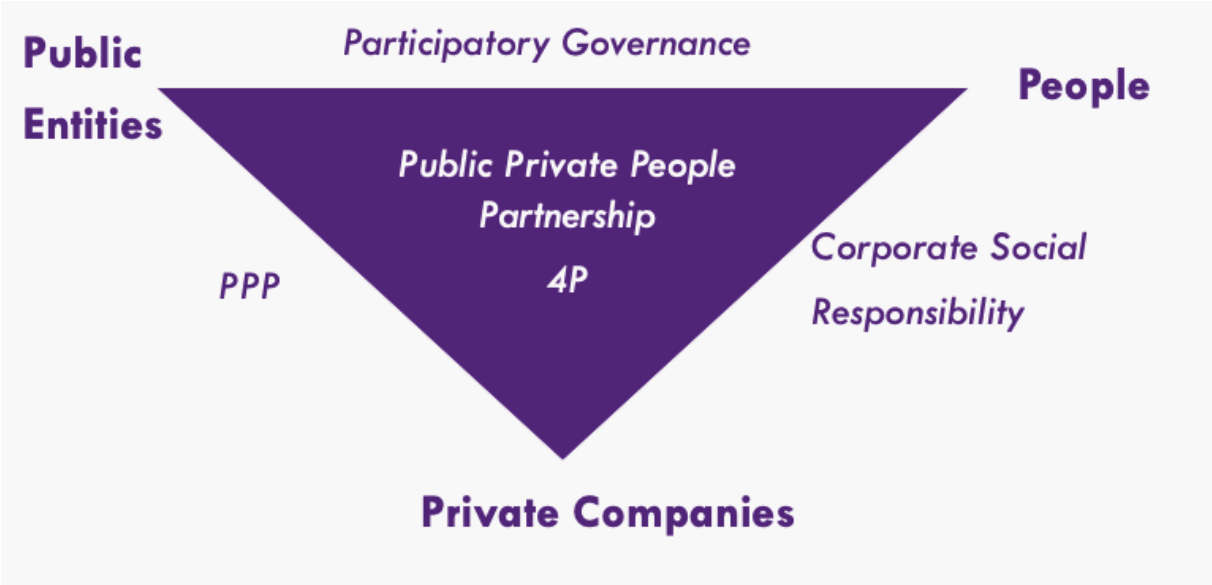 Participatory Governance
Public
Entities
People
Public Private People
Partnership
4P
PPP
Corporate Social
Responsibility
Private Companies